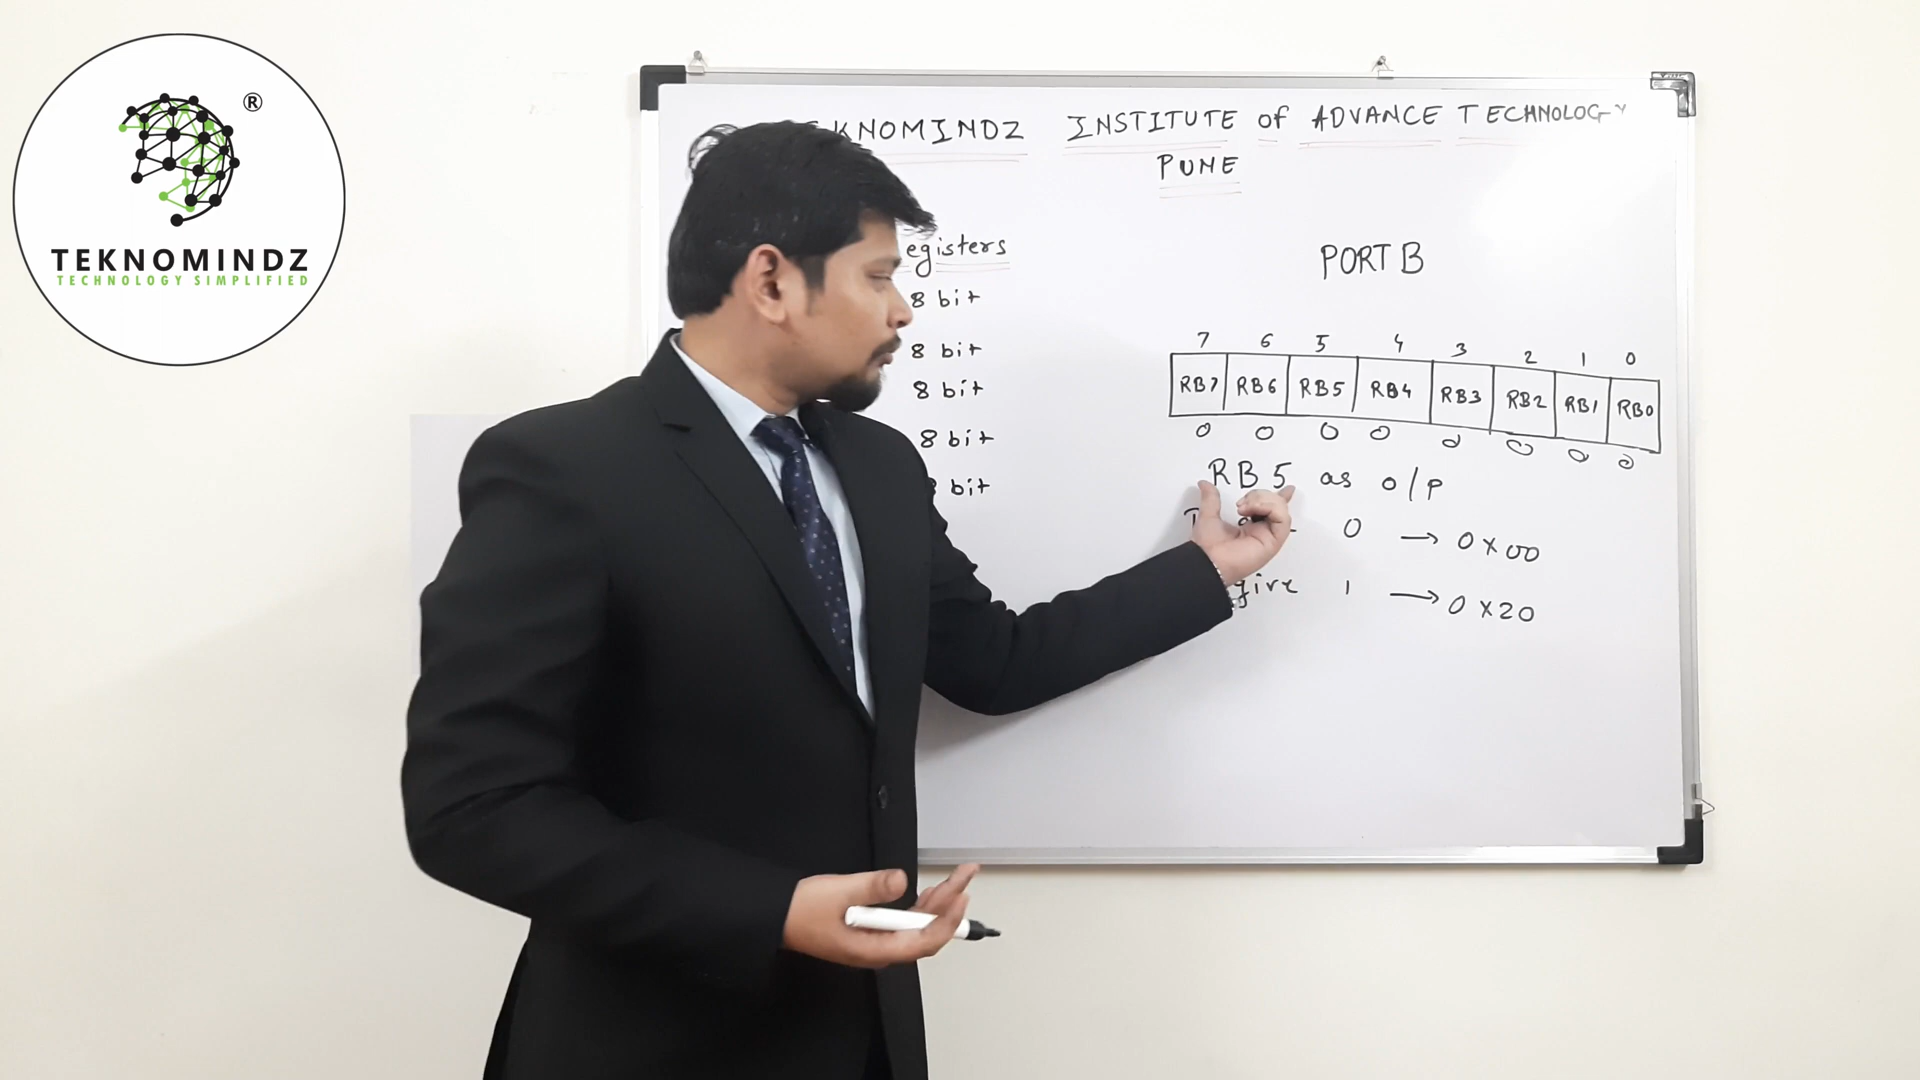 ®
TEKNOMINDZ
TECHNOLOGY SIMPLIFIED
KNOMINDZ INSTITUTE of ADVANCE TECHNOLOGY
PUNE
egisters
8 bit
8 bit
8 bit
8 bit
bit
PORT B
7 6 5 4 3 2 1 0
RB7 RB6 RB5 RB4 RB3 RB2 RB1 RB0
0 0 0 0 0 0 0 0
RB5 as o/p
0 → 0x00
give 1 → 0x20